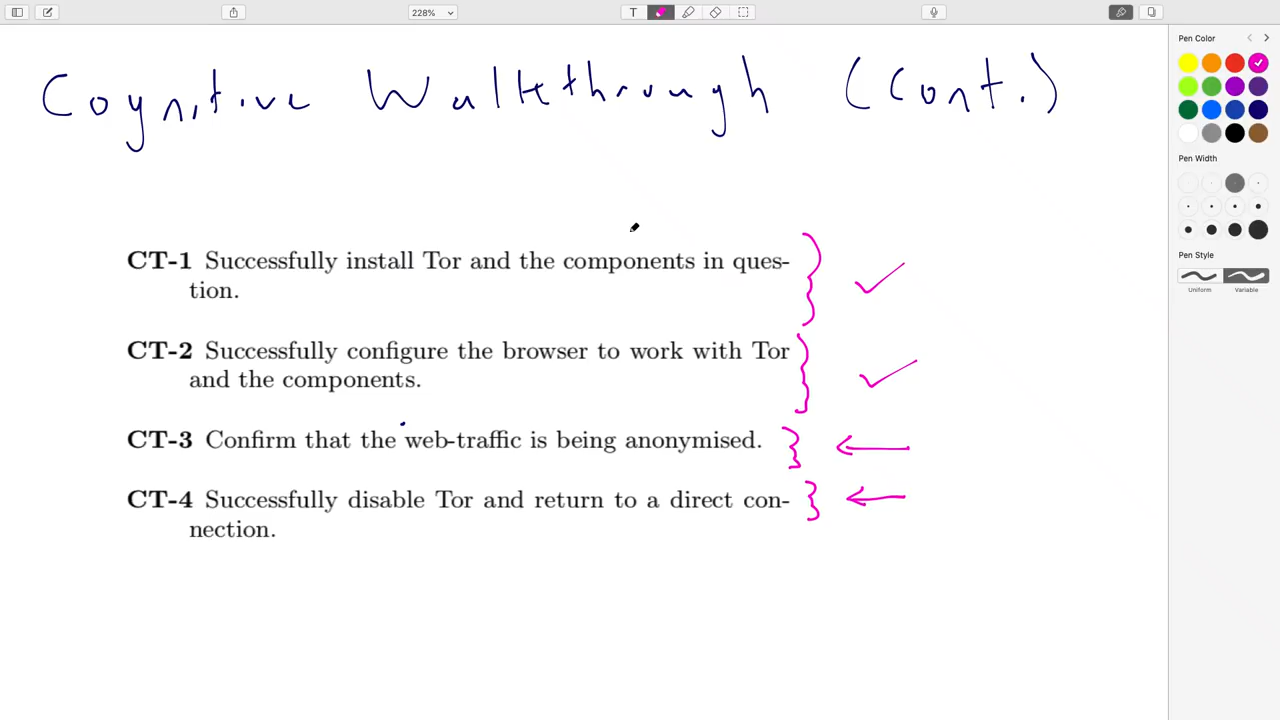 228%
T
Pen Color
Cognitive Walkthrough (Cont.)
Pen Width
Pen Style
Uniform
Variable
CT-1 Successfully install Tor and the components in ques-
tion.
CT-2 Successfully configure the browser to work with Tor
and the components.
CT-3 Confirm that the web-traffic is being anonymised.
CT-4 Successfully disable Tor and return to a direct con-
nection.